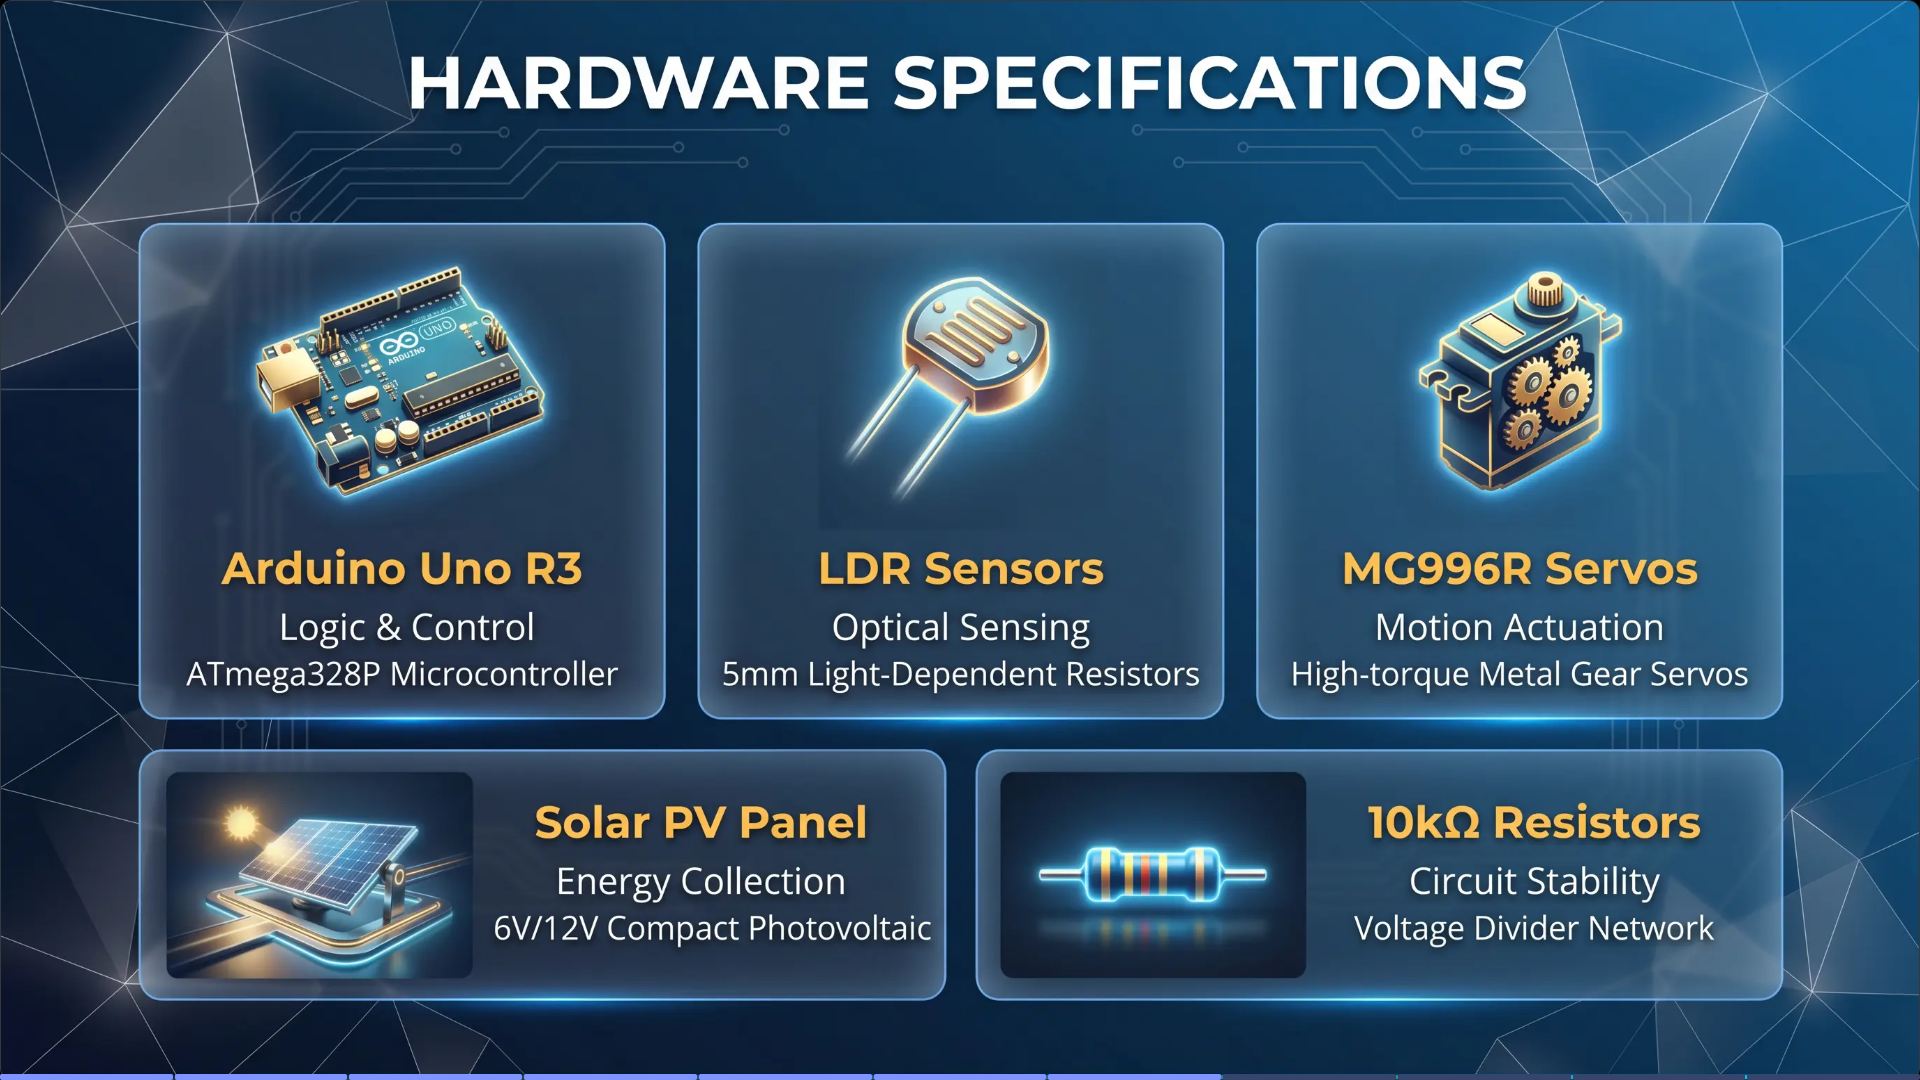 HARDWARE SPECIFICATIONS
UNO
ARDUINO
Arduino Uno R3
Logic & Control
ATmega328P Microcontroller
LDR Sensors
Optical Sensing
5mm Light-Dependent Resistors
MG996R Servos
Motion Actuation
High-torque Metal Gear Servos
Solar PV Panel
Energy Collection
6V/12V Compact Photovoltaic
10kΩ Resistors
Circuit Stability
Voltage Divider Network